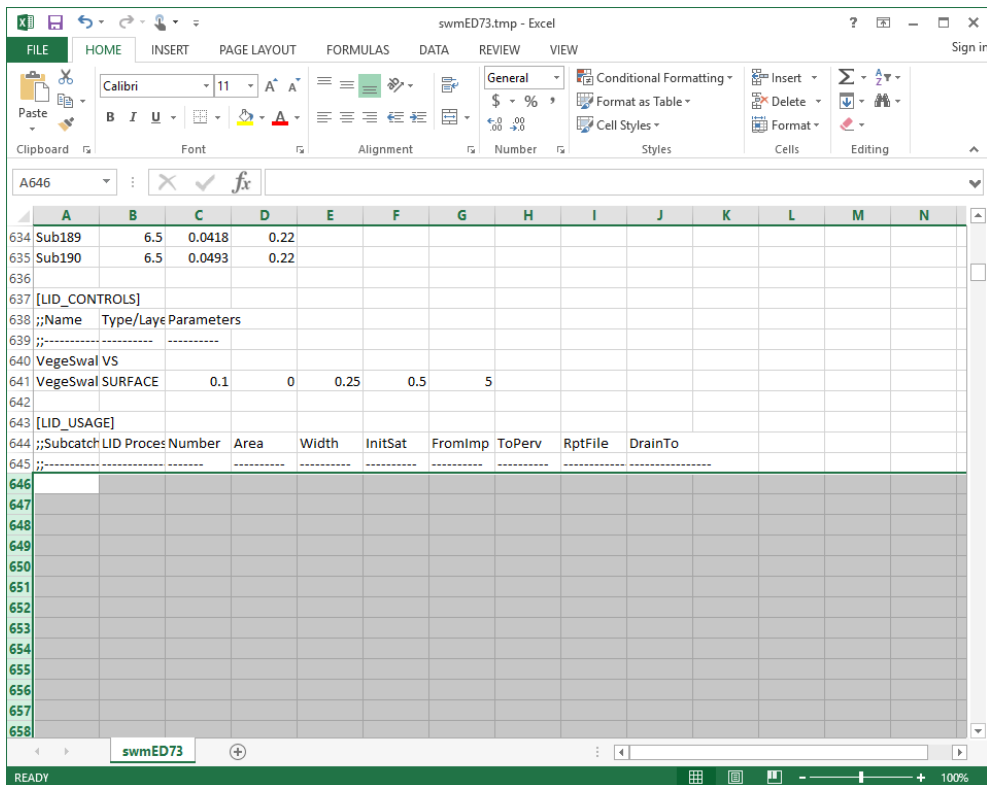 swmED73.tmp - Excel
FILE HOME INSERT PAGE LAYOUT FORMULAS DATA REVIEW VIEW Sign in
Paste
Calibri 11 A A
B I U A
General
$ % ,
Conditional Formatting
Format as Table
Cell Styles
Insert
Delete
Format
Clipboard Font Alignment Number Styles Cells Editing
A646 fx
A B C D E F G H I J K L M N
634 Sub189 6.5 0.0418 0.22
635 Sub190 6.5 0.0493 0.22
636
637 [LID_CONTROLS]
638 ;;Name Type/Laye Parameters
639 ;;----------- ---------- ----------
640 VegeSwal VS
641 VegeSwal SURFACE 0.1 0 0.25 0.5 5
642
643 [LID_USAGE]
644 ;;Subcatch LID Proces Number Area Width InitSat FromImp ToPerv RptFile DrainTo
645 ;;----------- ------------ ------- ---------- ---------- ---------- ---------- ---------- ------------ ----------------
646
647
648
649
650
651
652
653
654
655
656
657
658
swmED73
READY 100%